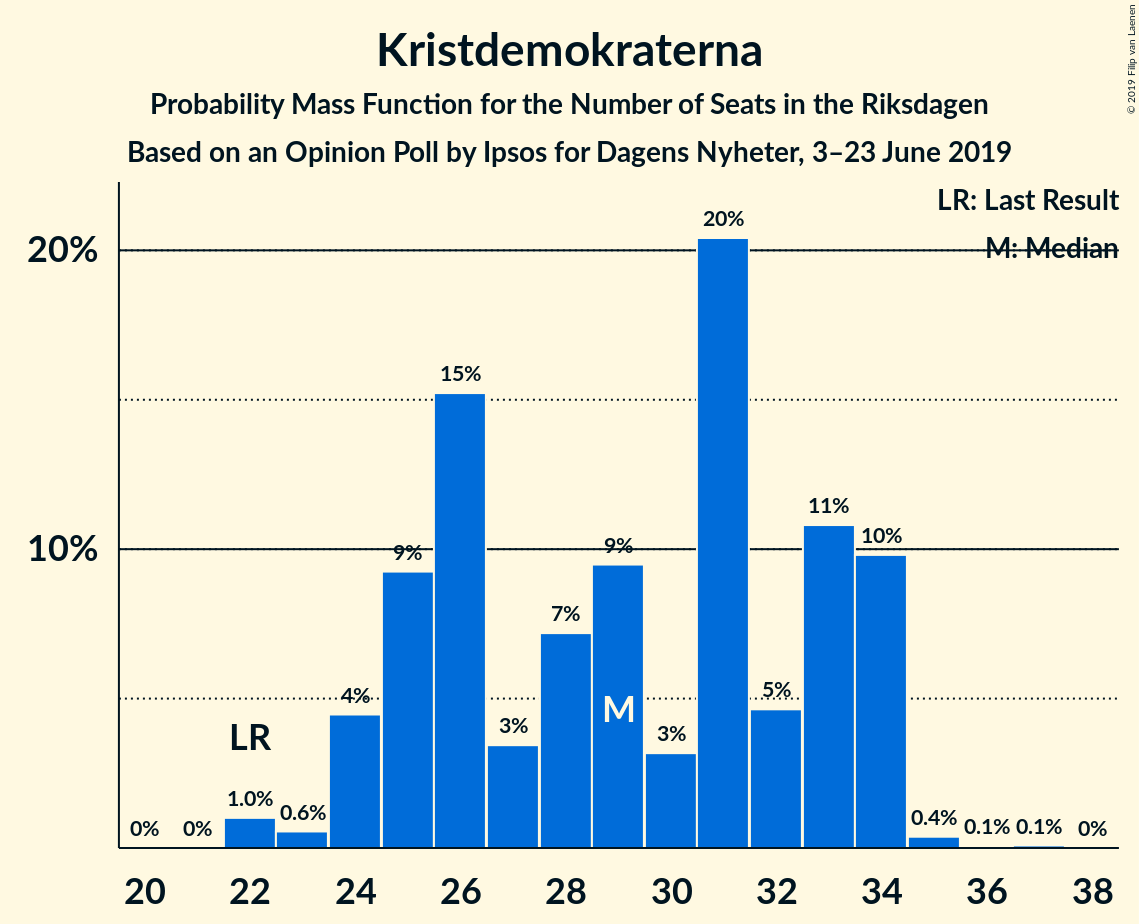 Kristdemokraterna
Probability Mass Function for the Number of Seats in the Riksdagen
Based on an Opinion Poll by Ipsos for Dagens Nyheter, 3–23 June 2019
© 2019 Filip van Laenen
LR: Last Result
M: Median
20%
10%
0%
0%
1.0%
0.6%
4%
9%
15%
3%
7%
9%
3%
20%
5%
11%
10%
0.4%
0.1%
0.1%
0%
LR
M
20 22 24 26 28 30 32 34 36 38